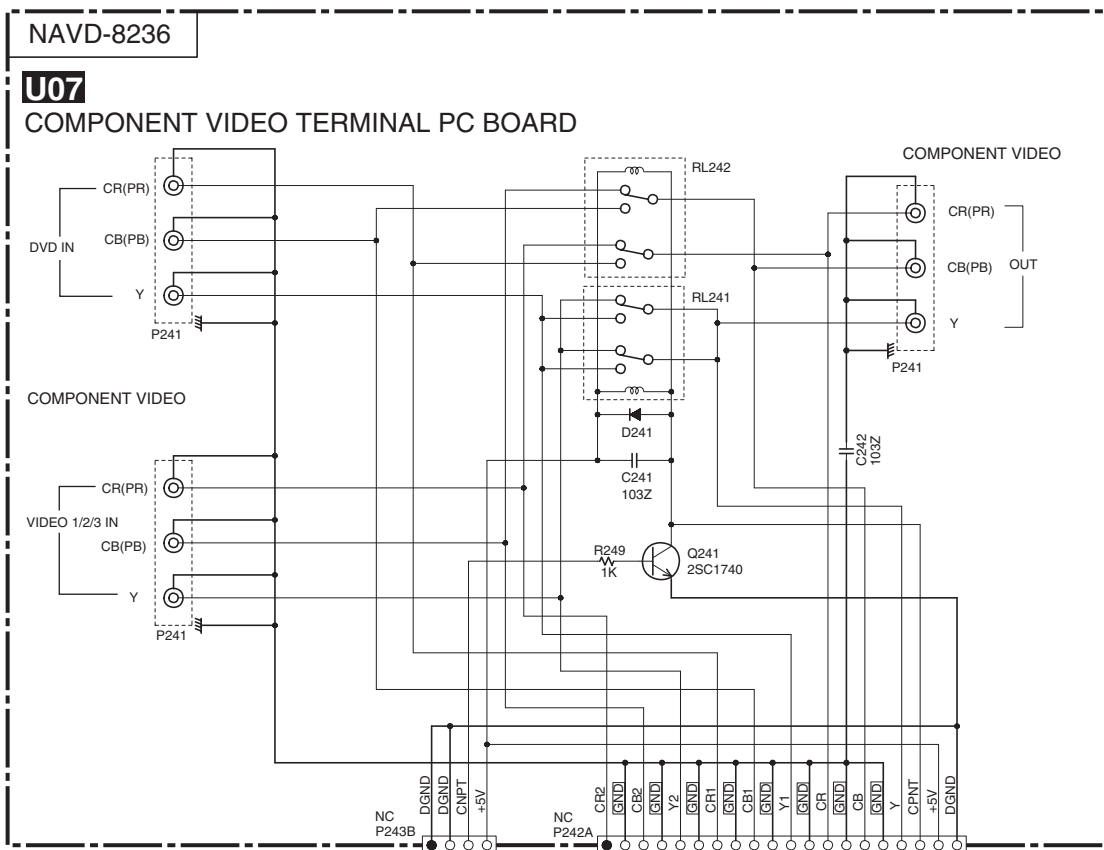 NAVD-8236
U07
COMPONENT VIDEO TERMINAL PC BOARD
COMPONENT VIDEO
DVD IN
CR(PR)
CB(PB)
Y
P241
RL242
RL241
CR(PR)
CB(PB)
OUT
Y
P241
COMPONENT VIDEO
VIDEO 1/2/3 IN
CR(PR)
CB(PB)
Y
P241
D241
C241
103Z
C242
103Z
R249
1K
Q241
2SC1740
NC
P243B
DGND
DGND
CNPT
+5V
NC
P242A
CR2
GND
CB2
GND
Y2
GND
CR1
GND
CB1
GND
Y1
GND
CR
GND
CB
GND
Y
CPNT
+5V
DGND